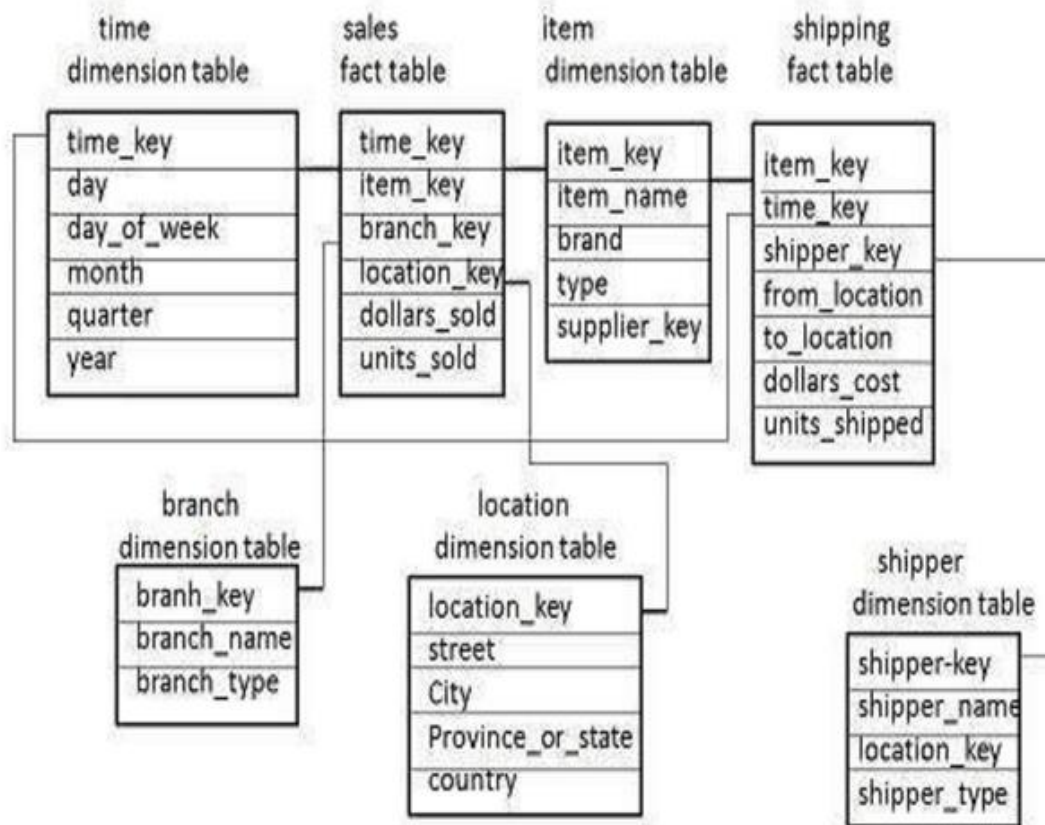 time
dimension table
time_key
day
day_of_week
month
quarter
year
sales
fact table
time_key
item_key
branch_key
location_key
dollars_sold
units_sold
item
dimension table
item_key
item_name
brand
type
supplier_key
shipping
fact table
item_key
time_key
shipper_key
from_location
to_location
dollars_cost
units_shipped
branch
dimension table
branh_key
branch_name
branch_type
location
dimension table
location_key
street
City
Province_or_state
country
shipper
dimension table
shipper-key
shipper_name
location_key
shipper_type